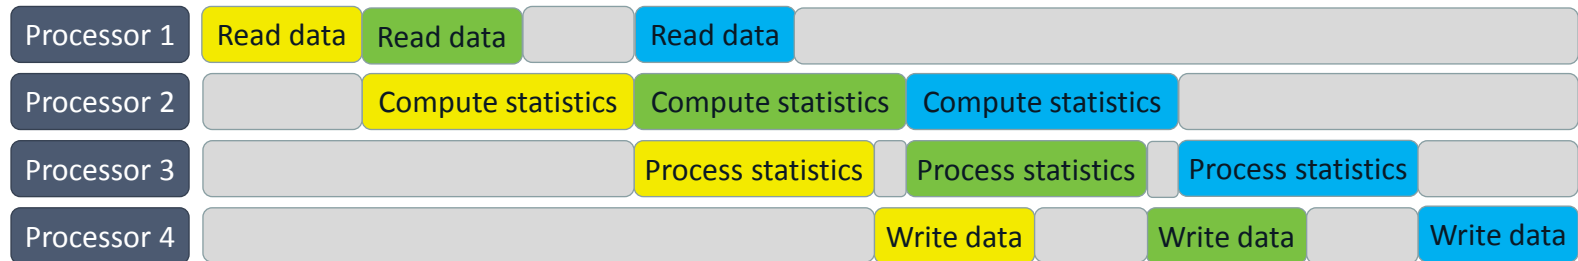 Processor 1 Read data Read data Read data
Processor 2 Compute statistics Compute statistics Compute statistics
Processor 3 Process statistics Process statistics Process statistics
Processor 4 Write data Write data Write data